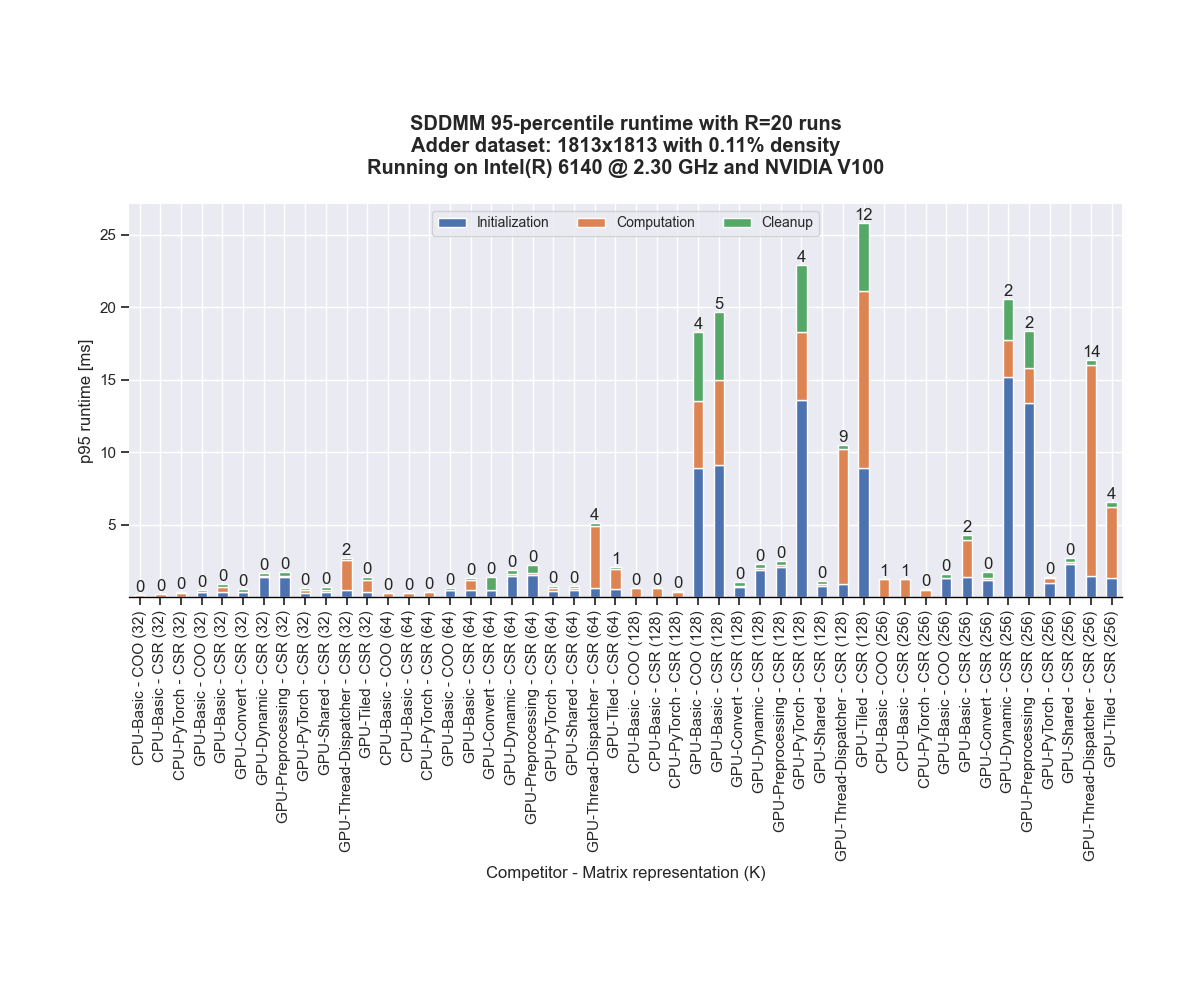 SDDMM 95-percentile runtime with R=20 runs
Adder dataset: 1813x1813 with 0.11% density
Running on Intel(R) 6140 @ 2.30 GHz and NVIDIA V100
Initialization Computation Cleanup
p95 runtime [ms]
25
20
15
10
5
0 0 0 0 0 0 0 0 0 0 2 0 0 0 0 0 0 0 0 0 0 0 4 1 0 0 0 4 5 0 0 0 4 0 9 12 1 1 0 0 2 0 2 2 0 0 14 4
CPU-Basic - COO (32)
CPU-Basic - CSR (32)
CPU-PyTorch - CSR (32)
GPU-Basic - COO (32)
GPU-Basic - CSR (32)
GPU-Convert - CSR (32)
GPU-Dynamic - CSR (32)
GPU-Preprocessing - CSR (32)
GPU-PyTorch - CSR (32)
GPU-Shared - CSR (32)
GPU-Thread-Dispatcher - CSR (32)
GPU-Tiled - CSR (32)
CPU-Basic - COO (64)
CPU-Basic - CSR (64)
CPU-PyTorch - CSR (64)
GPU-Basic - COO (64)
GPU-Basic - CSR (64)
GPU-Convert - CSR (64)
GPU-Dynamic - CSR (64)
GPU-Preprocessing - CSR (64)
GPU-PyTorch - CSR (64)
GPU-Shared - CSR (64)
GPU-Thread-Dispatcher - CSR (64)
GPU-Tiled - CSR (64)
CPU-Basic - COO (128)
CPU-Basic - CSR (128)
CPU-PyTorch - CSR (128)
GPU-Basic - COO (128)
GPU-Basic - CSR (128)
GPU-Convert - CSR (128)
GPU-Dynamic - CSR (128)
GPU-Preprocessing - CSR (128)
GPU-PyTorch - CSR (128)
GPU-Shared - CSR (128)
GPU-Thread-Dispatcher - CSR (128)
GPU-Tiled - CSR (128)
CPU-Basic - COO (256)
CPU-Basic - CSR (256)
CPU-PyTorch - CSR (256)
GPU-Basic - COO (256)
GPU-Basic - CSR (256)
GPU-Convert - CSR (256)
GPU-Dynamic - CSR (256)
GPU-Preprocessing - CSR (256)
GPU-PyTorch - CSR (256)
GPU-Shared - CSR (256)
GPU-Thread-Dispatcher - CSR (256)
GPU-Tiled - CSR (256)
Competitor - Matrix representation (K)